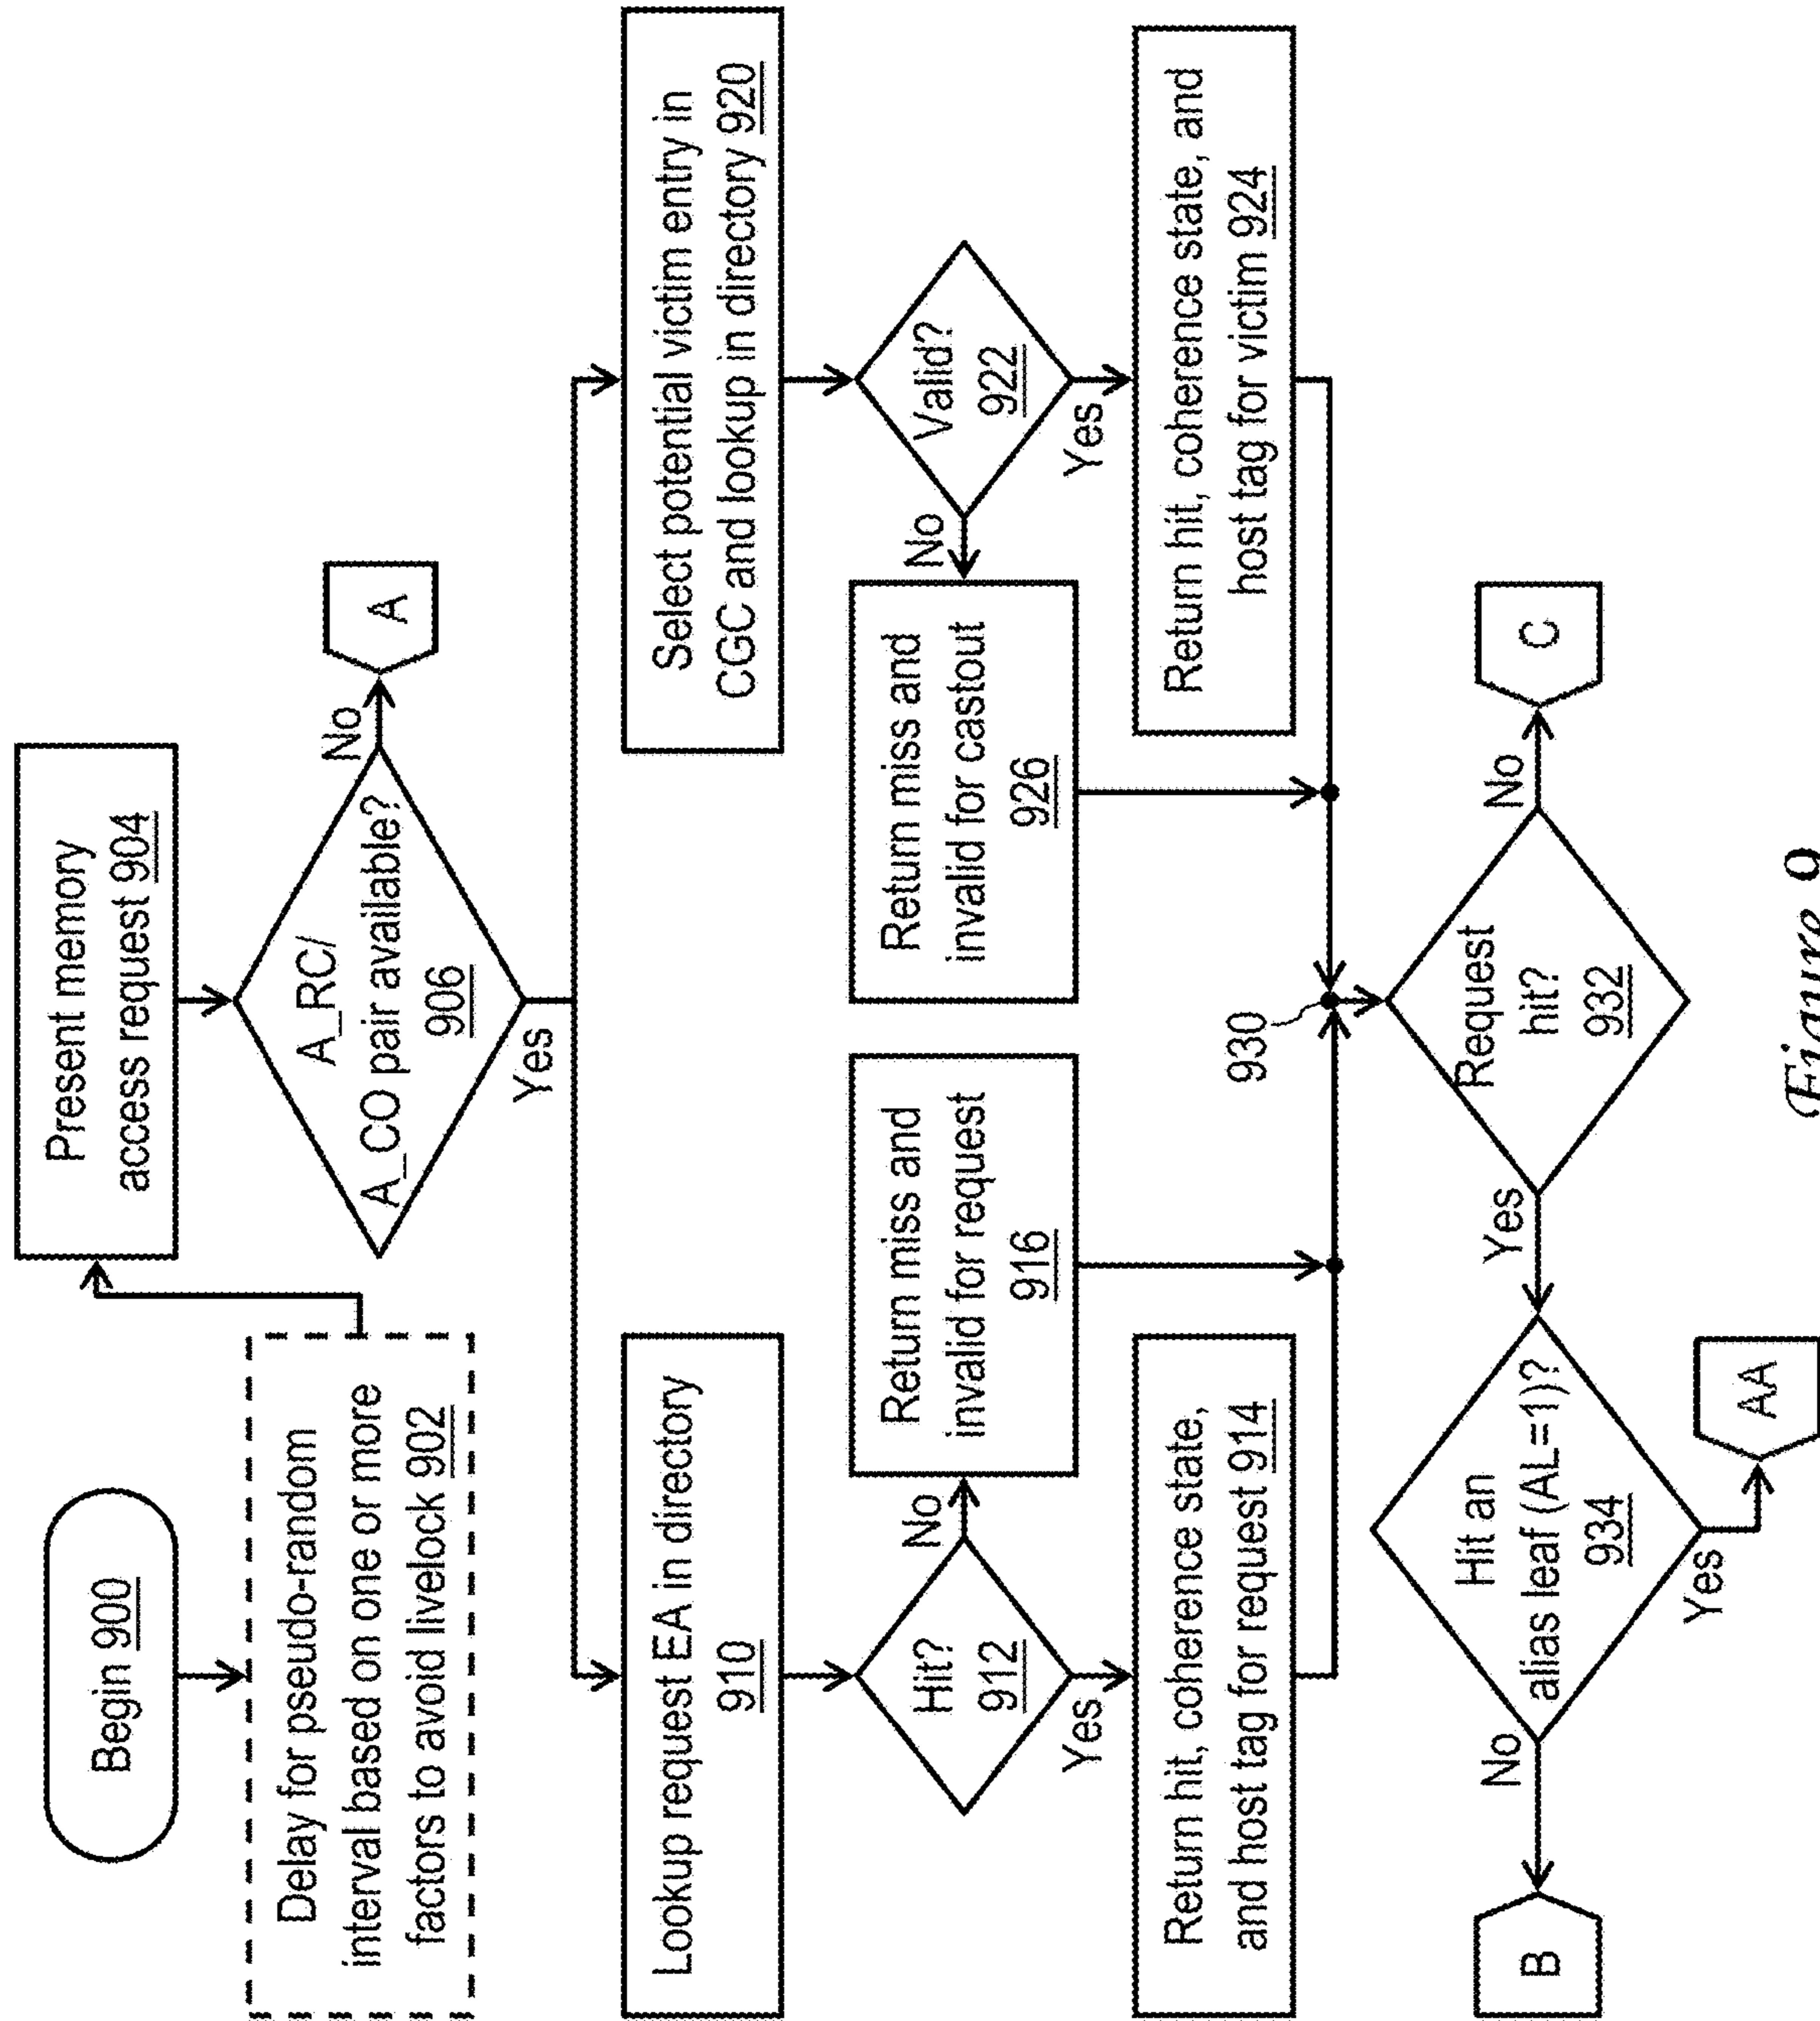 Begin 900
Delay for pseudo-random
interval based on one or more
factors to avoid livelock 902
Present memory
access request 904
A_RC/
A_CO pair available?
906
No
A
Yes
Lookup request EA in directory
910
Hit?
912
No
Return miss and
invalid for request
916
Yes
Return hit, coherence state,
and host tag for request 914
Select potential victim entry in
CGC and lookup in directory 920
Valid?
922
No
Return miss and
invalid for castout
926
Yes
Return hit, coherence state, and
host tag for victim 924
930
Request
hit?
932
No
C
Yes
Hit an
alias leaf (AL=1)?
934
No
B
Yes
AA
Figure 9